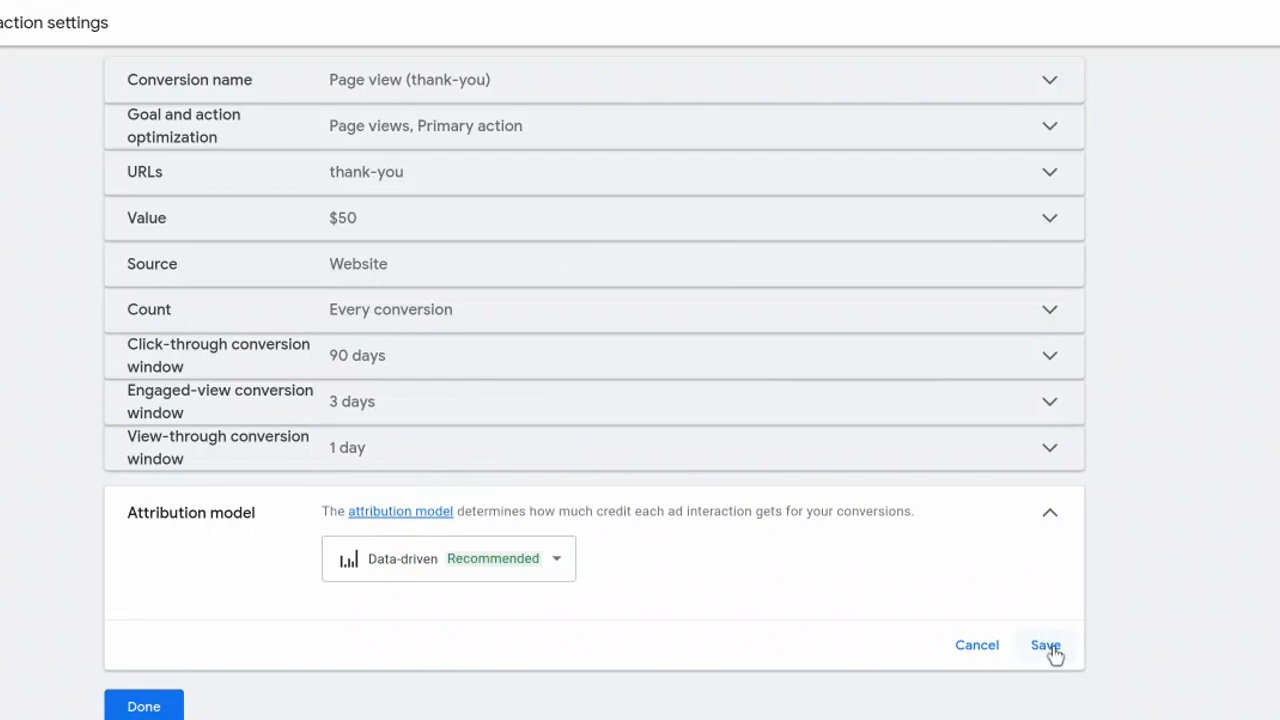 action settings
Conversion name Page view (thank-you)
Goal and action
optimization Page views, Primary action
URLs thank-you
Value $50
Source Website
Count Every conversion
Click-through conversion
window 90 days
Engaged-view conversion
window 3 days
View-through conversion
window 1 day
Attribution model The attribution model determines how much credit each ad interaction gets for your conversions.
Data-driven Recommended
Cancel Save
Done